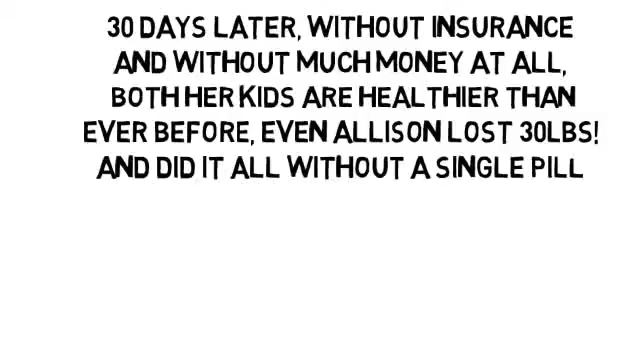 30 DAYS LATER, WITHOUT INSURANCE
AND WITHOUT MUCH MONEY AT ALL,
BOTH HER KIDS ARE HEALTHIER THAN
EVER BEFORE, EVEN ALLISON LOST 30LBS!
AND DID IT ALL WITHOUT A SINGLE PILL